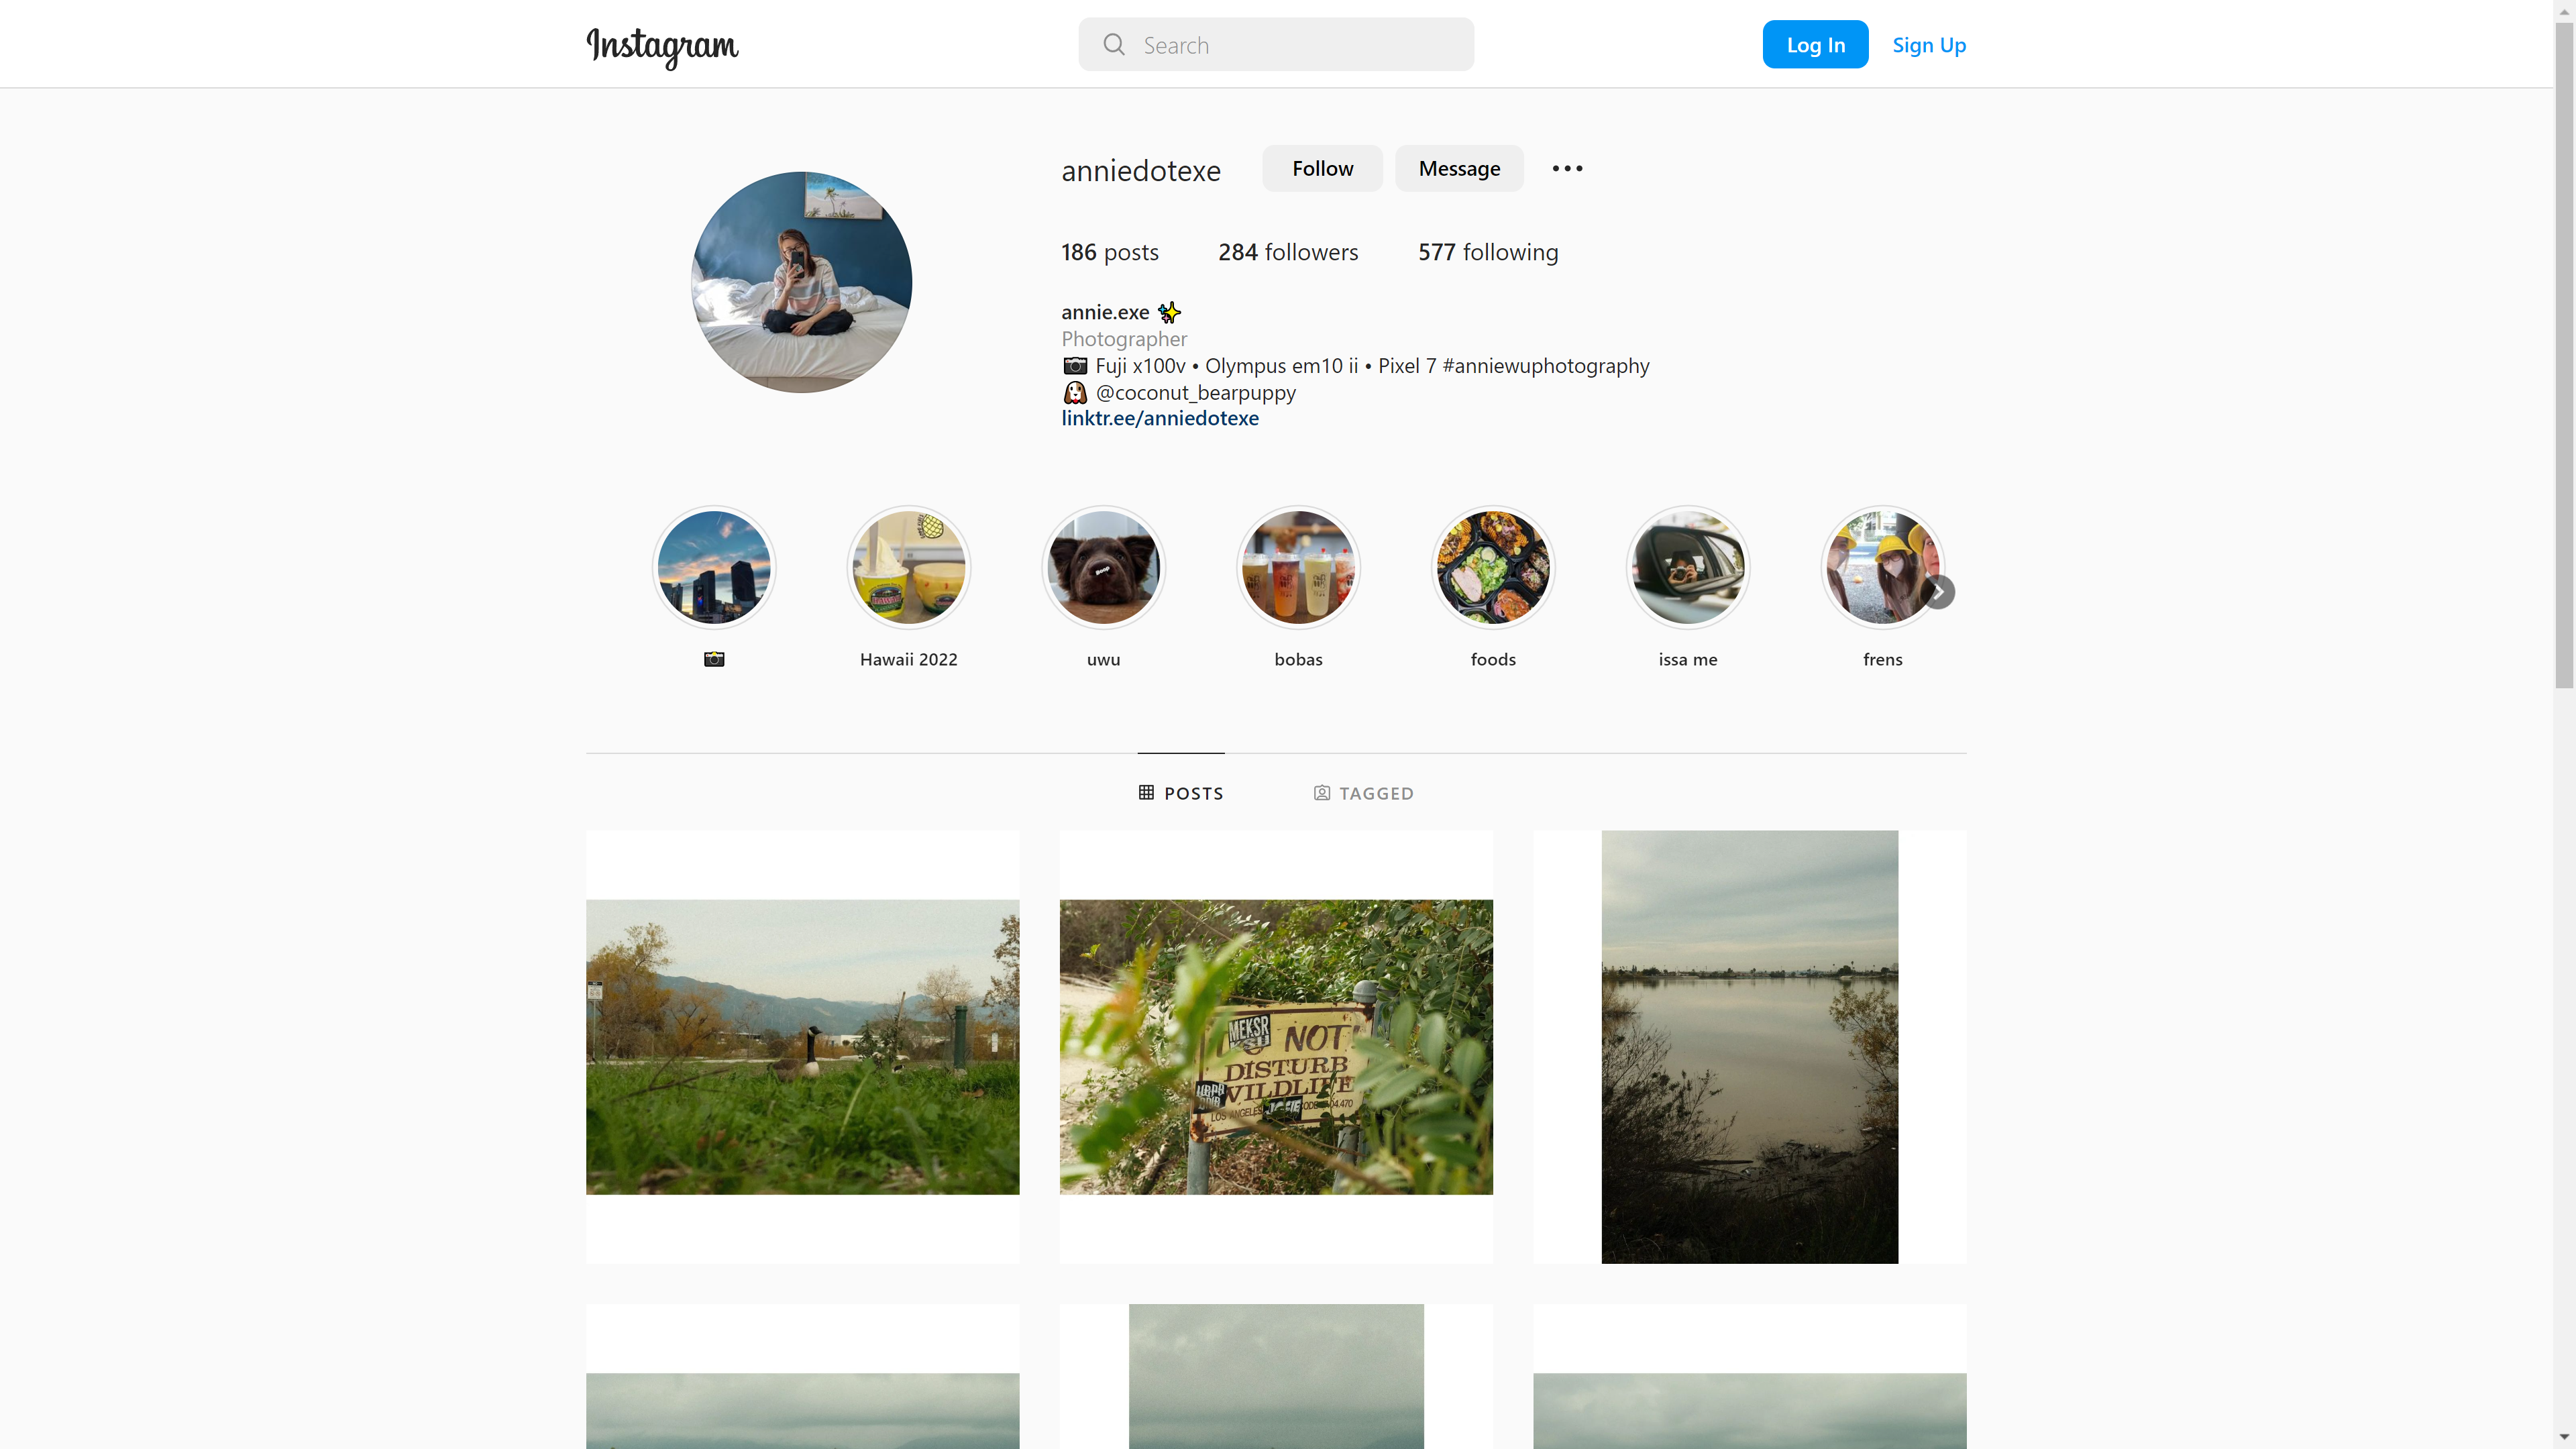 Instagram
Search
Log In
Sign Up
anniedotexe
Follow
Message
186 posts
284 followers
577 following
annie.exe ✨
Photographer
📷 Fuji x100v • Olympus em10 ii • Pixel 7 #anniewuphotography
🐶 @coconut_bearpuppy
linktr.ee/anniedotexe
BOOP
📸
Hawaii 2022
uwu
bobas
foods
issa me
frens
POSTS
TAGGED
MEKSR
NOT
DISTURB
WILDLIFE
LOS ANGELES